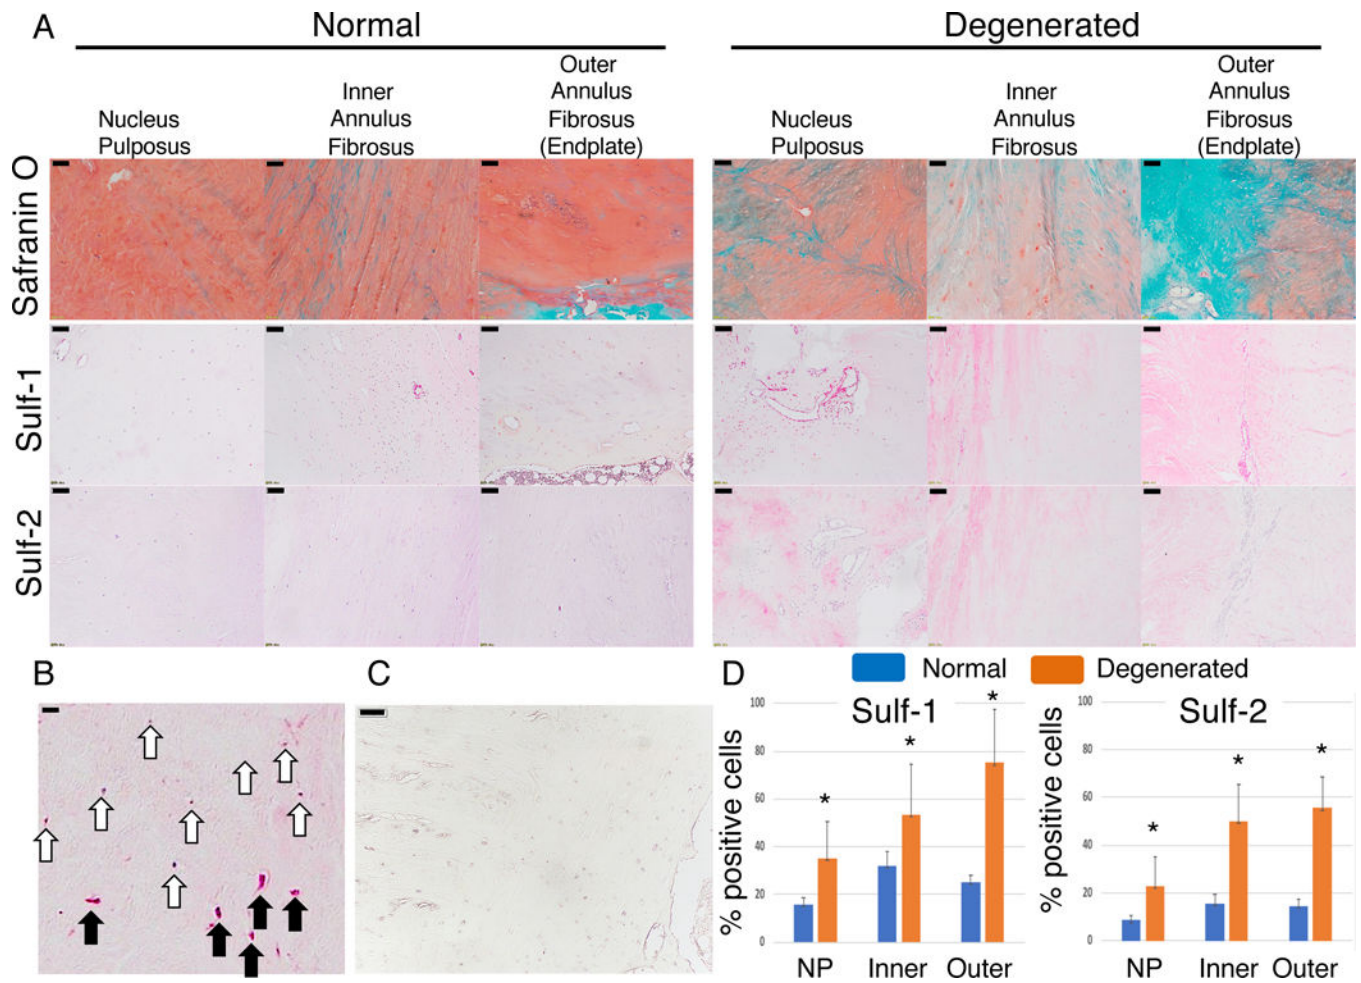 A
Normal
Degenerated
Nucleus
Pulposus
Inner
Annulus
Fibrosus
Outer
Annulus
Fibrosus
(Endplate)
Nucleus
Pulposus
Inner
Annulus
Fibrosus
Outer
Annulus
Fibrosus
(Endplate)
Safranin O
Sulf-1
Sulf-2
B
C
D
Normal
Degenerated
Sulf-1
% positive cells
100
80
60
40
20
0
*
*
*
NP
Inner
Outer
Sulf-2
% positive cells
100
80
60
40
20
0
*
*
*
NP
Inner
Outer